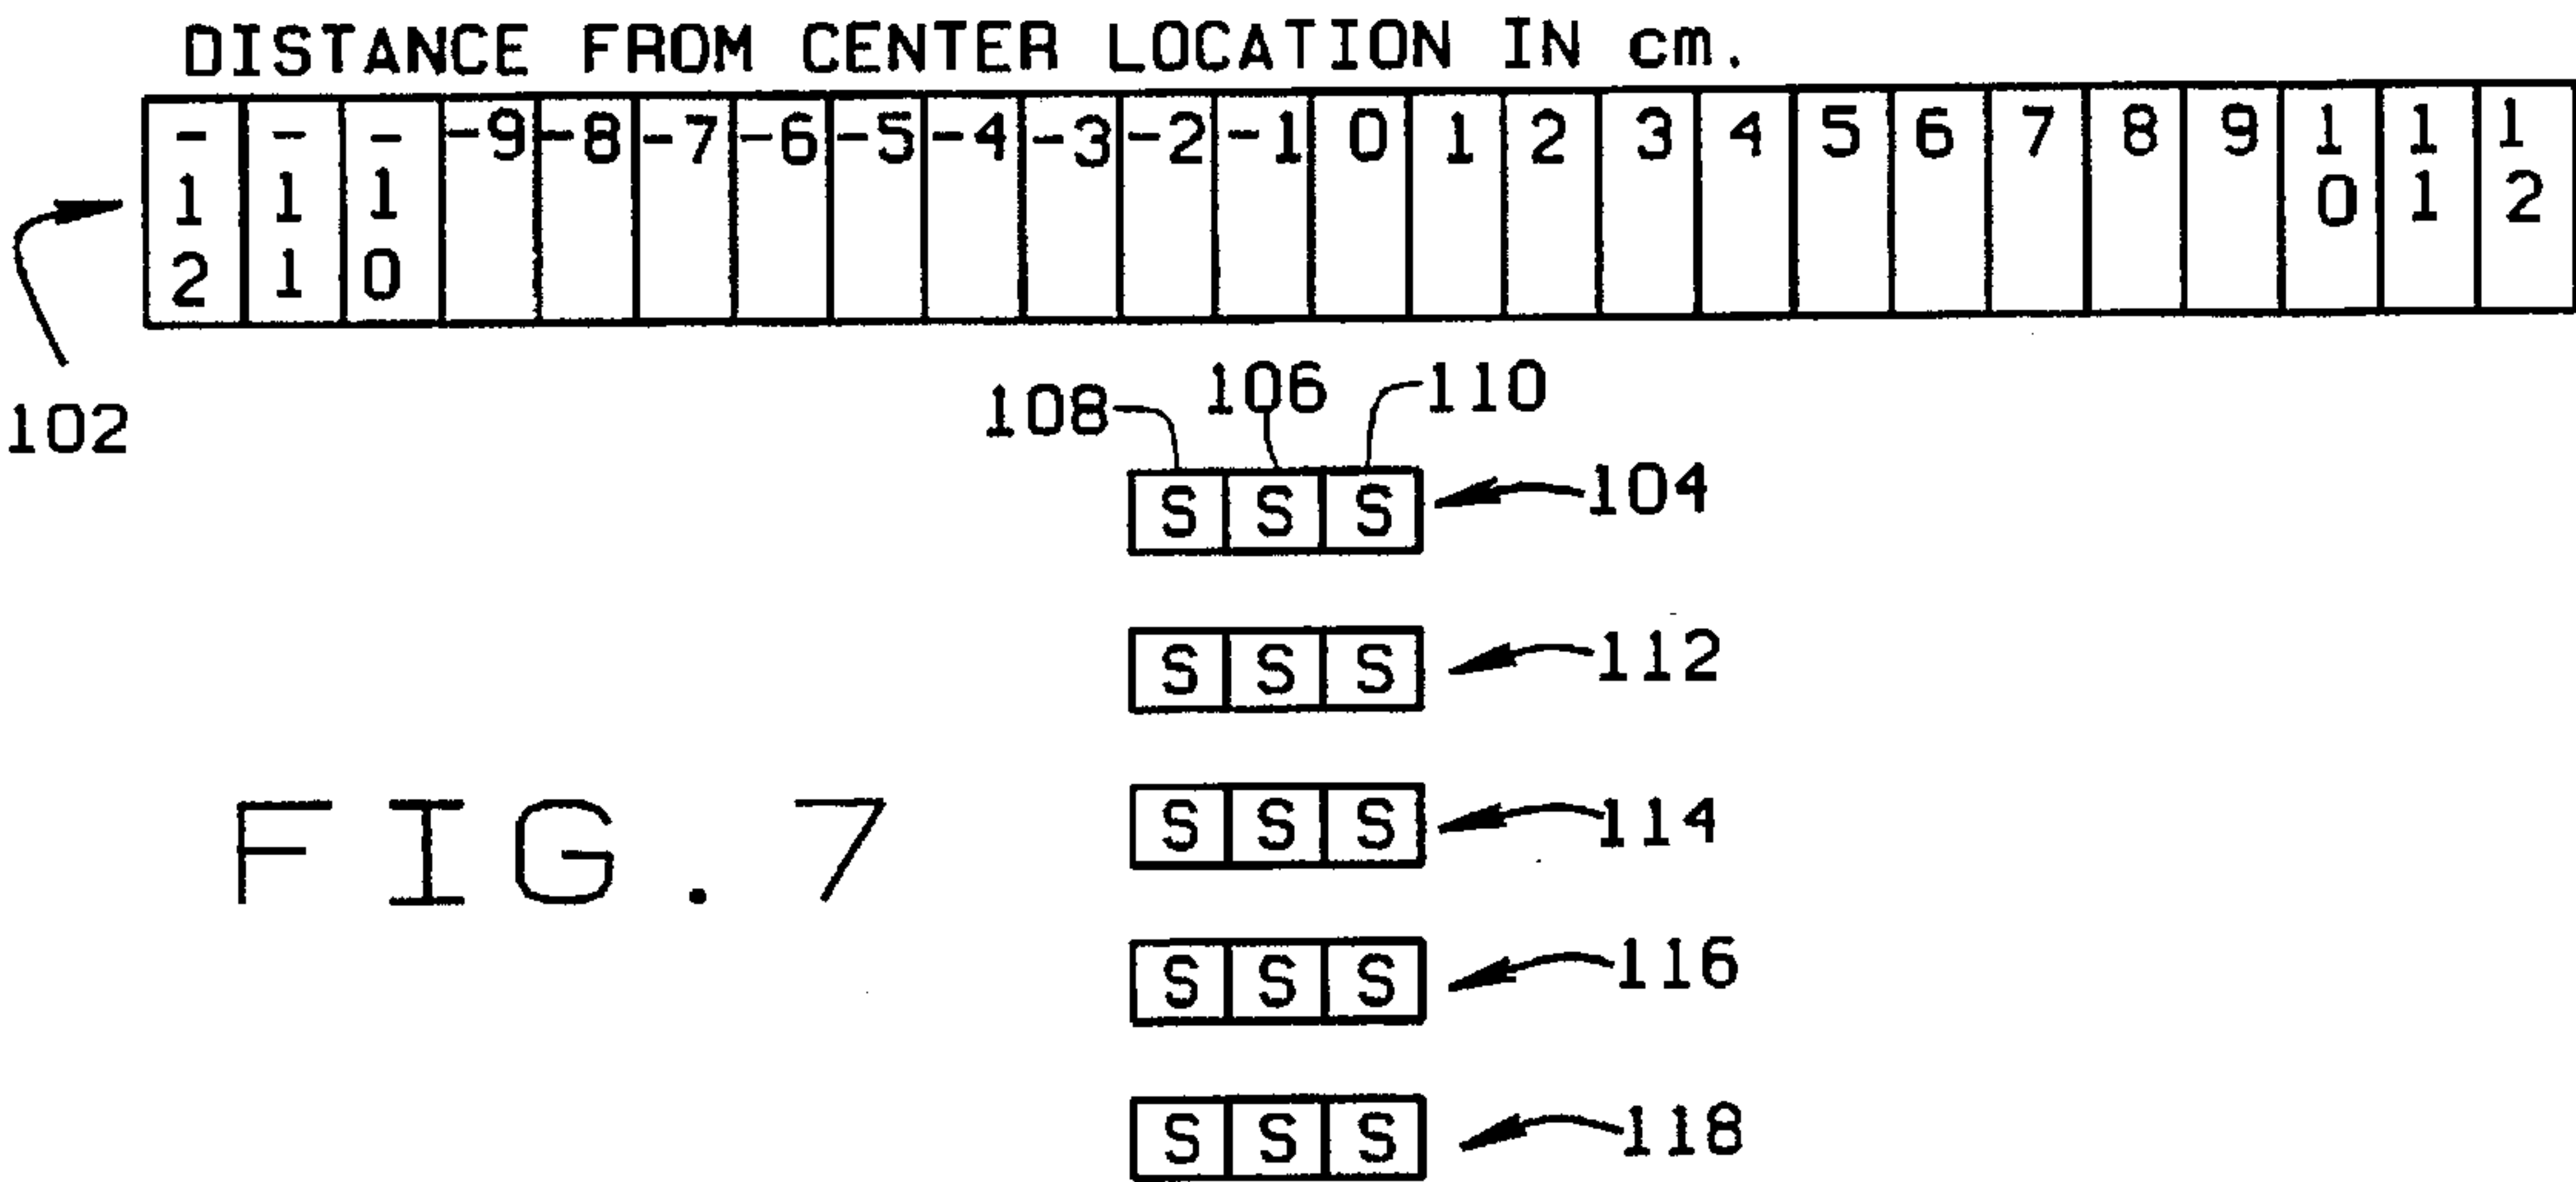 DISTANCE FROM CENTER LOCATION IN cm.
-12 -11 -10 -9 -8 -7 -6 -5 -4 -3 -2 -1 0 1 2 3 4 5 6 7 8 9 10 11 12
102
108 106 110
S S S 104
S S S 112
S S S 114
FIG. 7
S S S 116
S S S 118